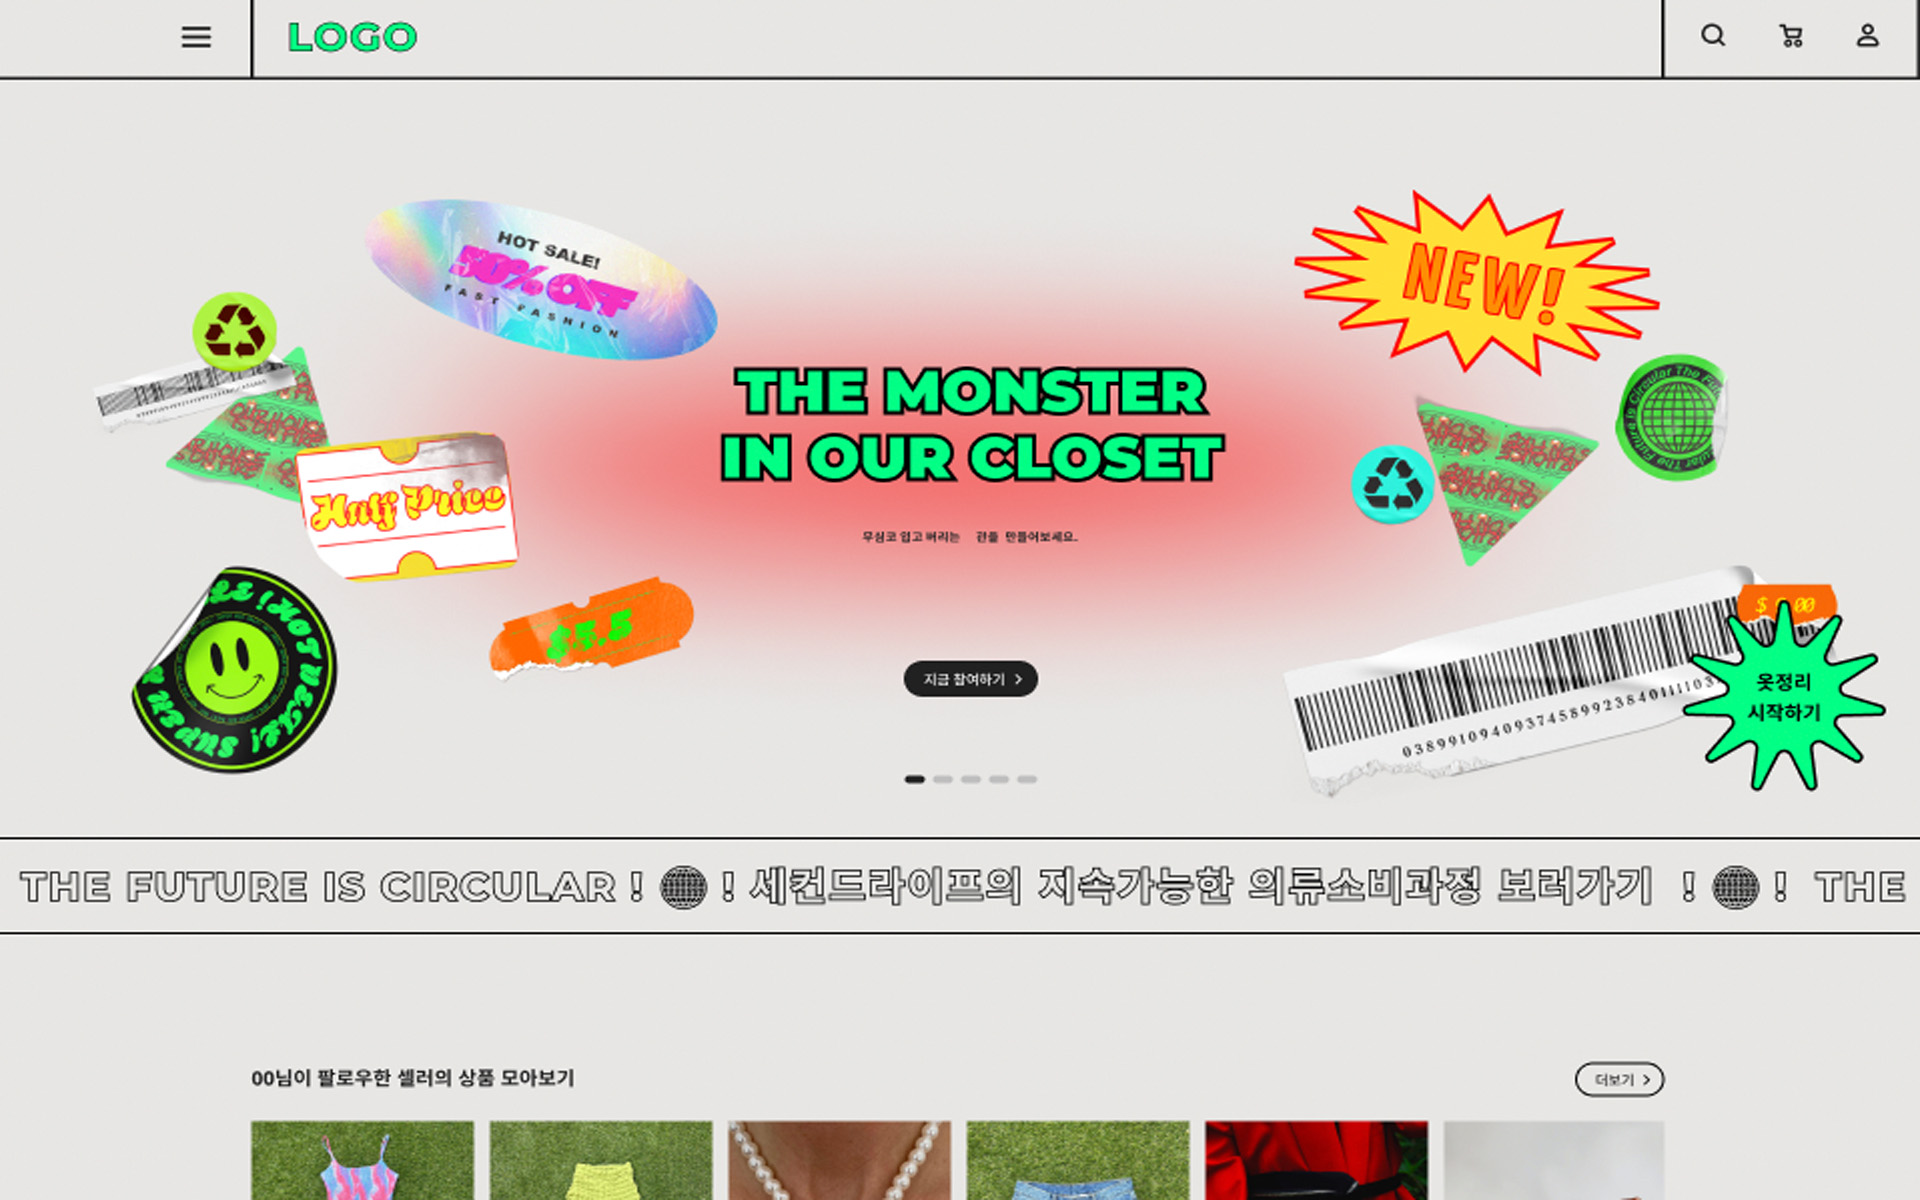 LOGO
HOT SALE!
50% OFF
FAST FASHION
NEW!
THE MONSTER
IN OUR CLOSET
Half Price
무심코 입고 버리는 만들어보세요.
$5.5
지금 참여하기
038991094093745899238401111103
옷정리
시작하기
THE FUTURE IS CIRCULAR ! ! 세컨드라이프의 지속가능한 의류소비과정 보러가기 ! ! THE
00님이 팔로우한 셀러의 상품 모아보기
더보기